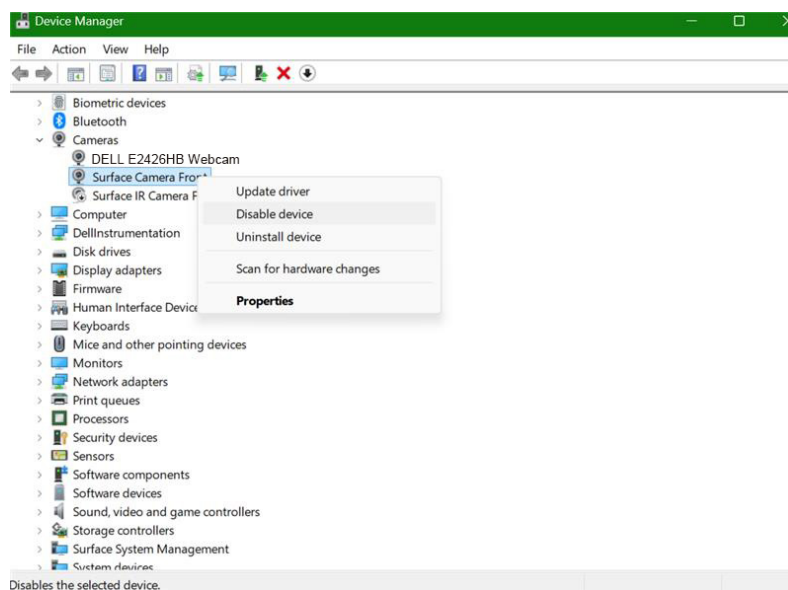 Device Manager
File Action View Help
Biometric devices
Bluetooth
Cameras
DELL E2426HB Webcam
Surface Camera Front
Surface IR Camera F
Update driver
Disable device
Uninstall device
Scan for hardware changes
Properties
Computer
DellInstrumentation
Disk drives
Display adapters
Firmware
Human Interface Device
Keyboards
Mice and other pointing devices
Monitors
Network adapters
Print queues
Processors
Security devices
Sensors
Software components
Software devices
Sound, video and game controllers
Storage controllers
Surface System Management
System devices
Disables the selected device.